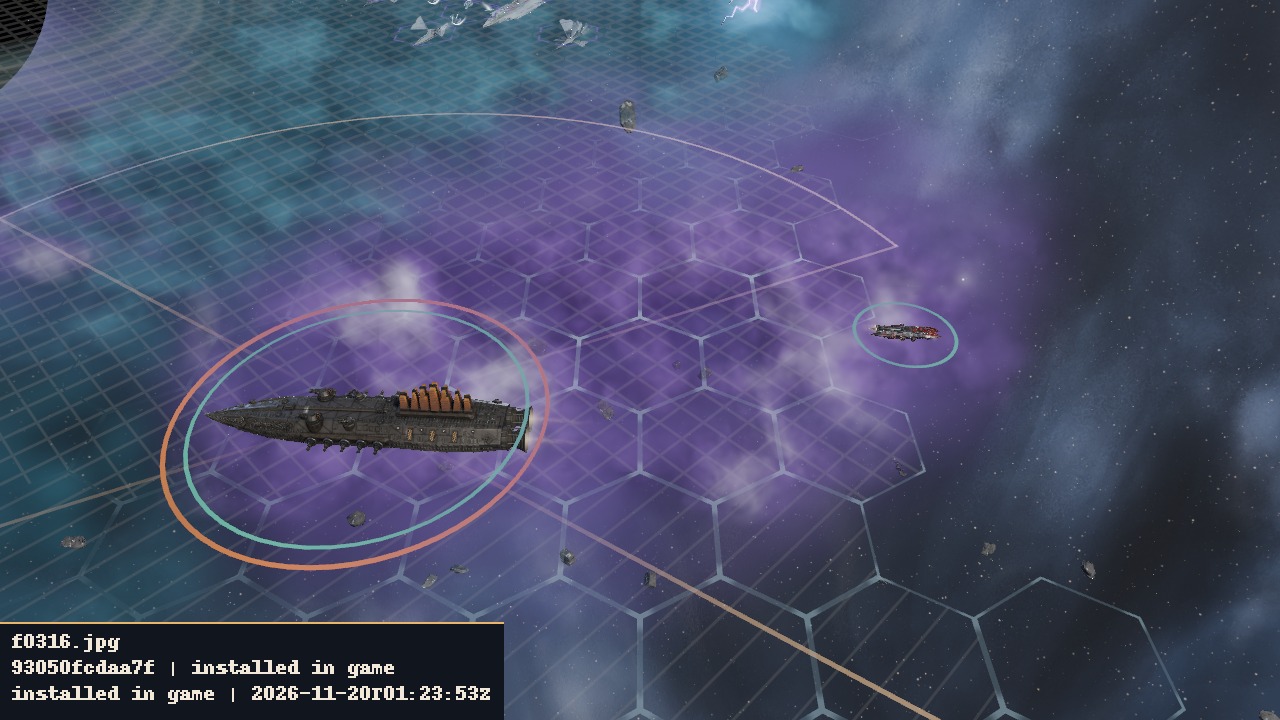 f0316.jpg
93050fcdaa7f | installed in game
installed in game | 2026-11-20T01:23:53Z